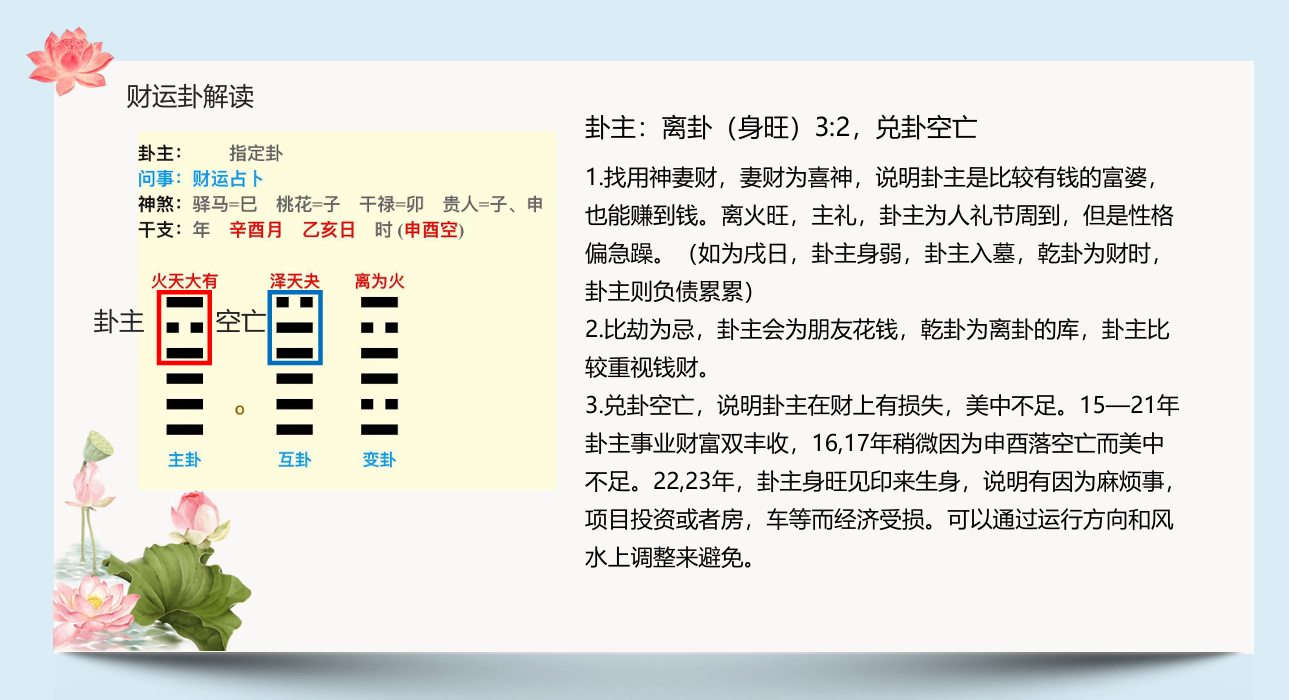 财运卦解读
卦主： 指定卦
问事：财运占卜
神煞：驿马=巳 桃花=子 干禄=卯 贵人=子、申
干支：年 辛酉月 乙亥日 时 (申酉空)
火天大有 泽天夬 离为火
卦主 空亡
主卦 互卦 变卦
卦主：离卦（身旺）3:2，兑卦空亡
1.找用神妻财，妻财为喜神，说明卦主是比较有钱的富婆，
也能赚到钱。离火旺，主礼，卦主为人礼节周到，但是性格
偏急躁。（如为戌日，卦主身弱，卦主入墓，乾卦为财时，
卦主则负债累累）
2.比劫为忌，卦主会为朋友花钱，乾卦为离卦的库，卦主比
较重视钱财。
3.兑卦空亡，说明卦主在财上有损失，美中不足。15—21年
卦主事业财富双丰收，16,17年稍微因为申酉落空亡而美中
不足。22,23年，卦主身旺见印来生身，说明有因为麻烦事，
项目投资或者房，车等而经济受损。可以通过运行方向和风
水上调整来避免。